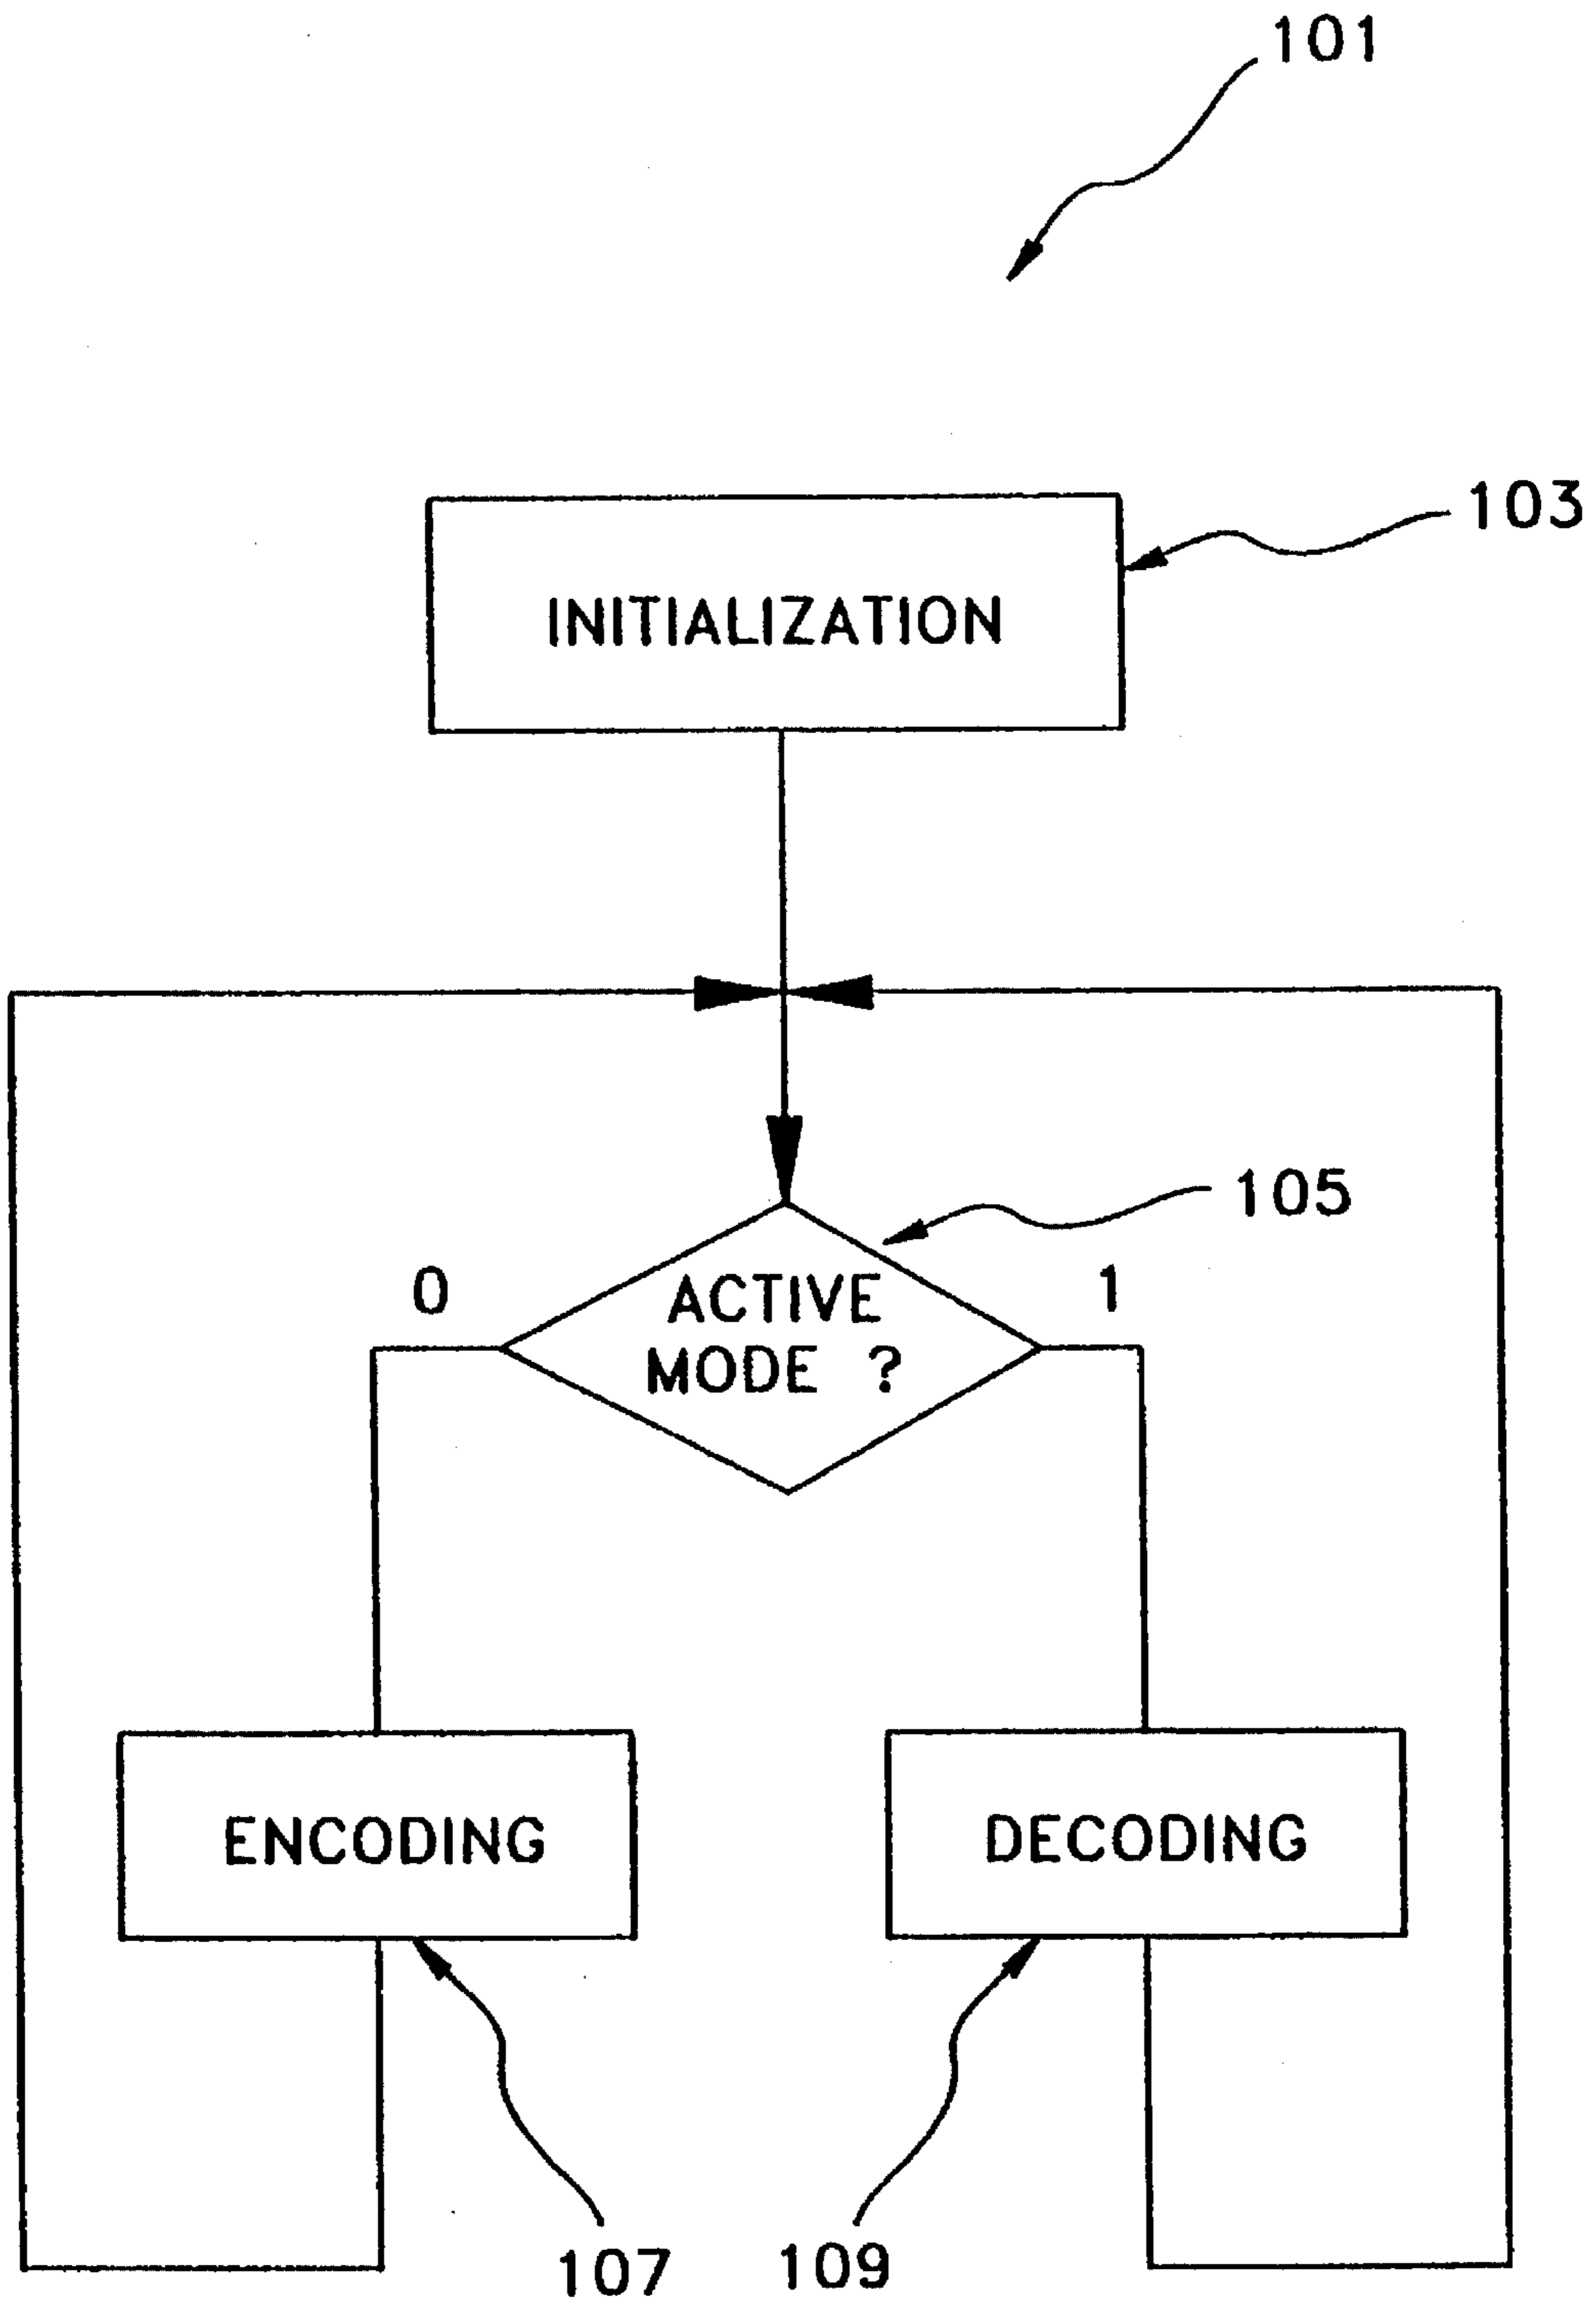 101
103
INITIALIZATION
105
0
1
ACTIVE
MODE ?
ENCODING
DECODING
107
109